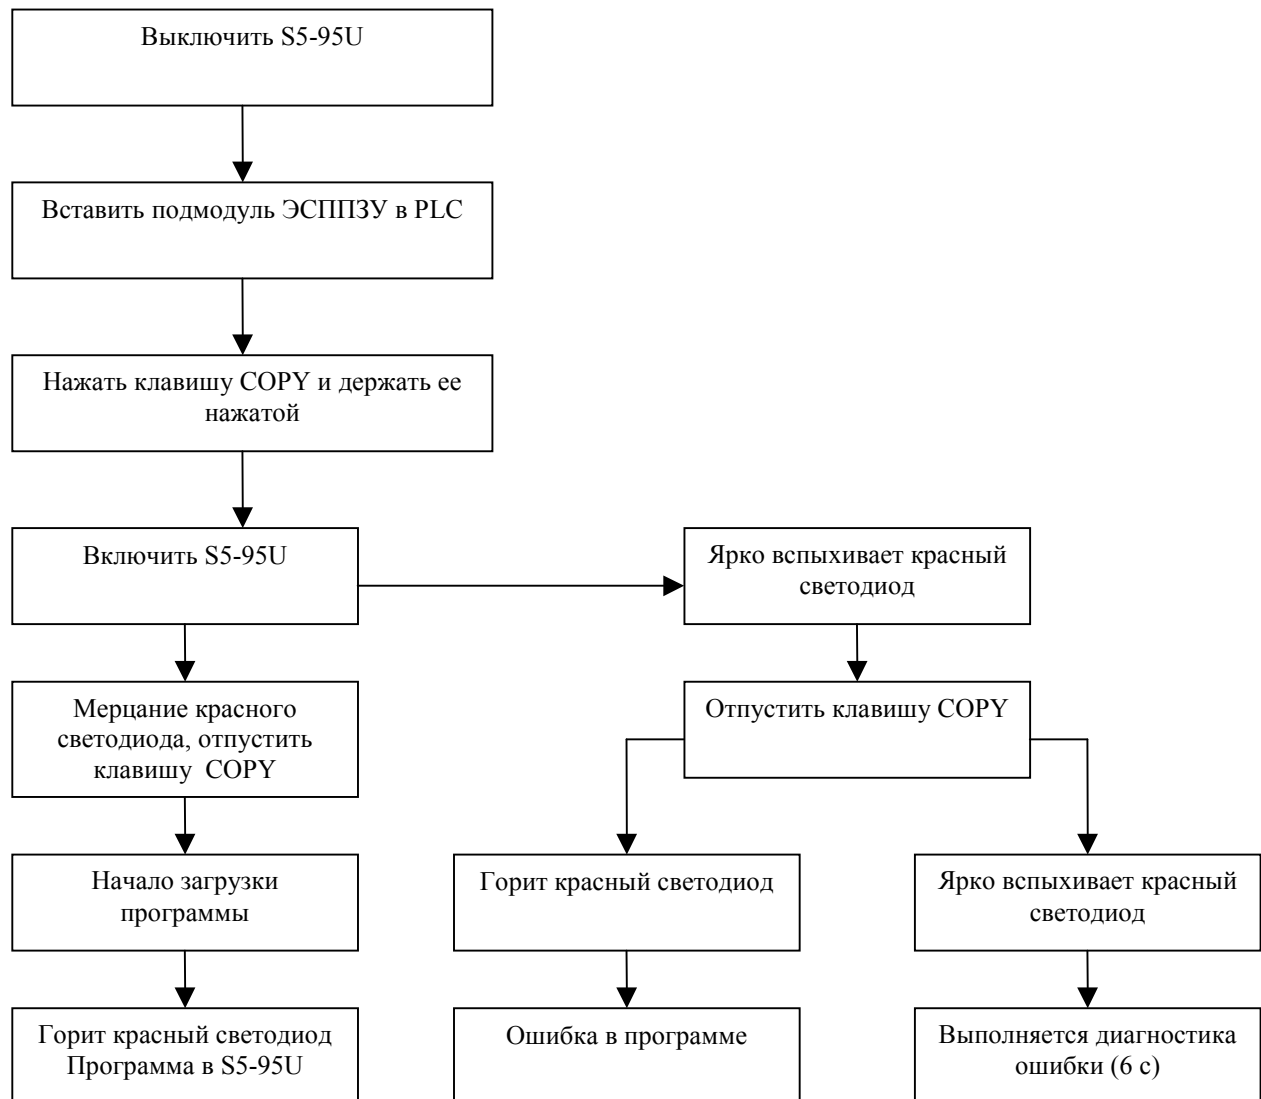 Выключить S5-95U
Вставить подмодуль ЭСППЗУ в PLC
Нажать клавишу COPY и держать ее
нажатой
Включить S5-95U
Ярко вспыхивает красный
светодиод
Мерцание красного
светодиода, отпустить
клавишу COPY
Отпустить клавишу COPY
Начало загрузки
программы
Горит красный светодиод
Ярко вспыхивает красный
светодиод
Горит красный светодиод
Программа в S5-95U
Ошибка в программе
Выполняется диагностика
ошибки (6 с)